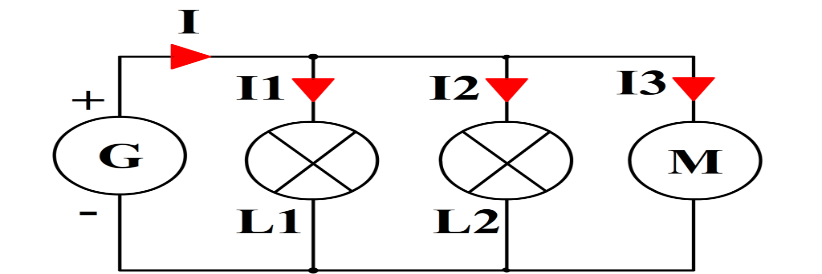 I
I1 I2 I3
+
G M
-
L1 L2